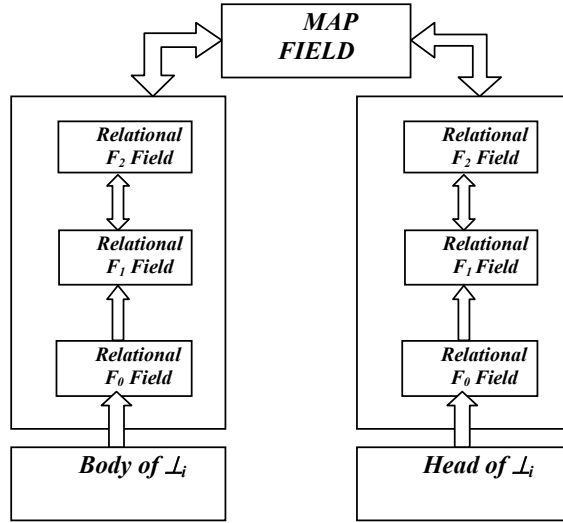 MAP
FIELD
Relational
F₂ Field
Relational
F₁ Field
Relational
F₀ Field
Body of ⊥ᵢ
Relational
F₂ Field
Relational
F₁ Field
Relational
F₀ Field
Head of ⊥ᵢ